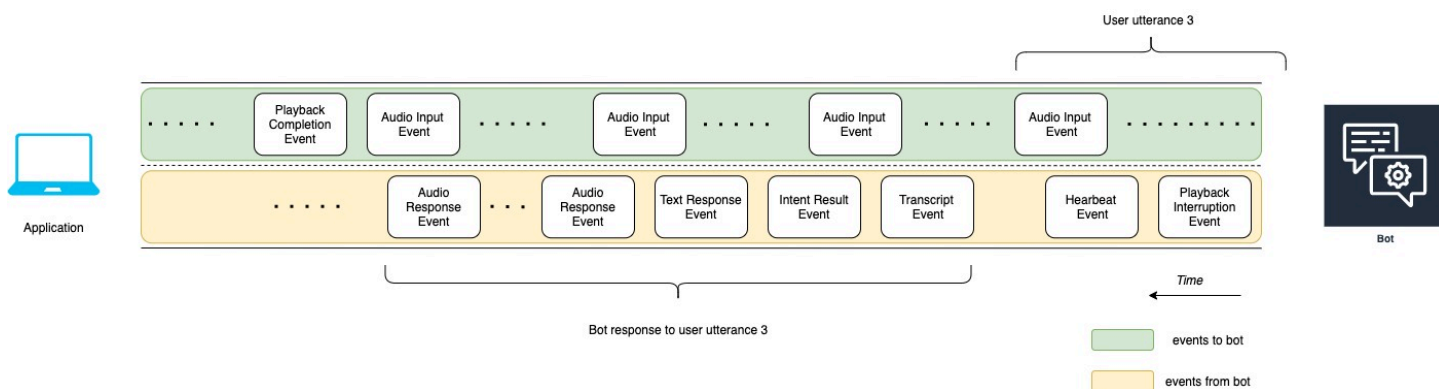 User utterance 3
Playback
Completion
Event
Audio Input
Event
Audio Input
Event
Audio Input
Event
Audio Input
Event
Audio
Response
Event
Audio
Response
Event
Text Response
Event
Intent Result
Event
Transcript
Event
Hearbeat
Event
Playback
Interruption
Event
Application
Bot
Time
Bot response to user utterance 3
events to bot
events from bot